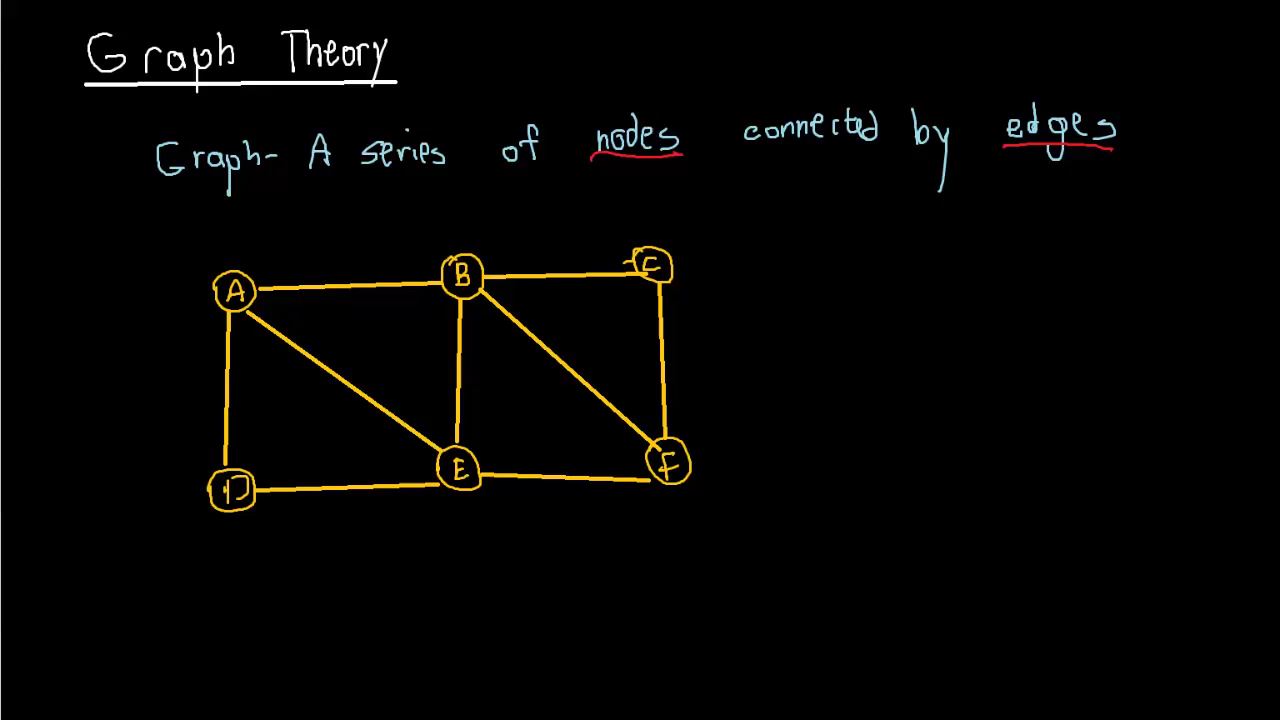 Graph Theory
Graph- A series of nodes connected by edges
A B C
D E F